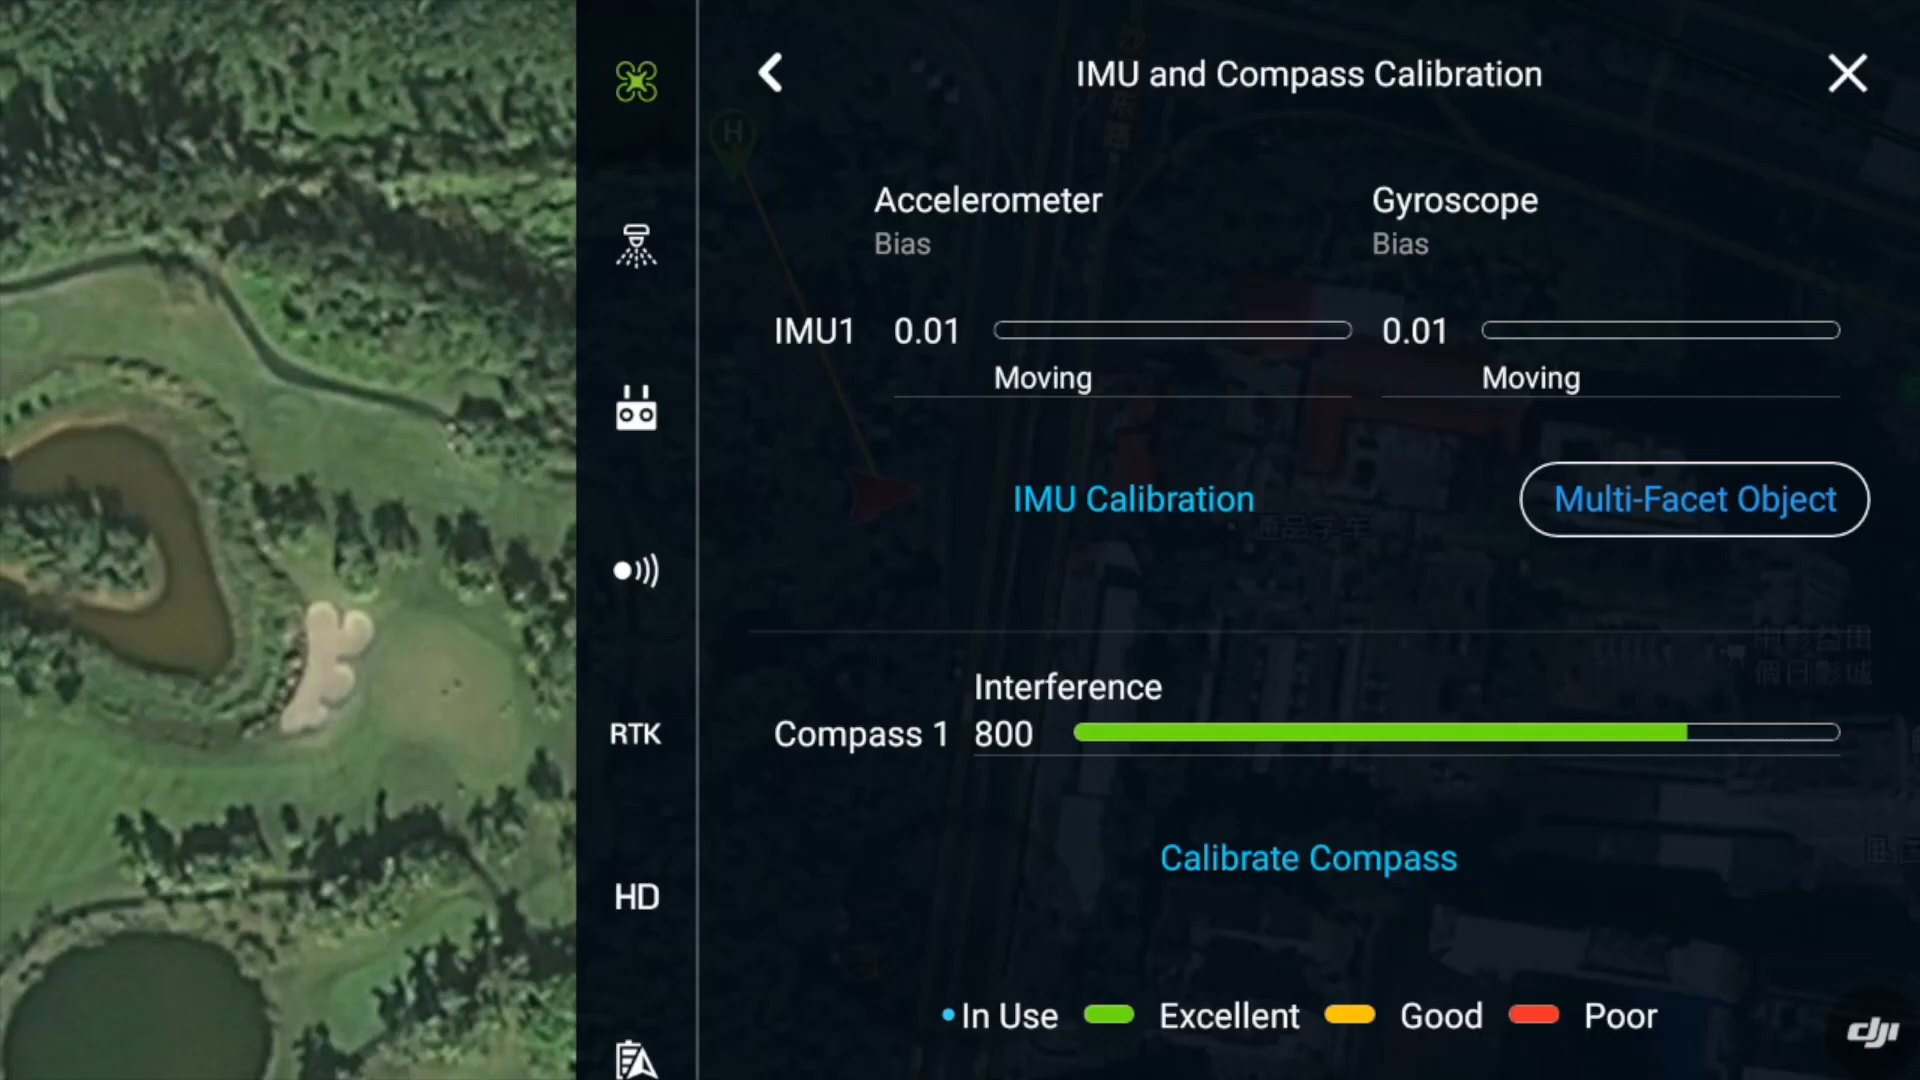 IMU and Compass Calibration
H
Accelerometer
Bias
Gyroscope
Bias
IMU1 0.01 0.01
Moving Moving
IMU Calibration
Multi-Facet Object
Interference
Compass 1 800
RTK
HD
Calibrate Compass
In Use Excellent Good Poor
dji